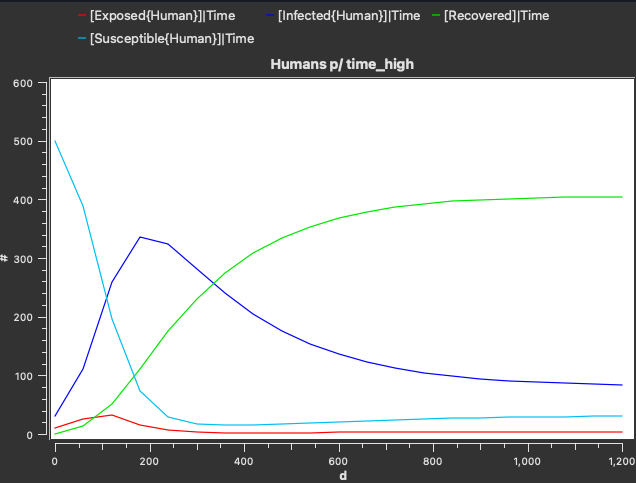 [Exposed{Human}]|Time [Infected{Human}]|Time [Recovered]|Time
[Susceptible{Human}]|Time
Humans p/ time_high
600
500
400
300
200
100
0
#
0 200 400 600 800 1,000 1,200
d